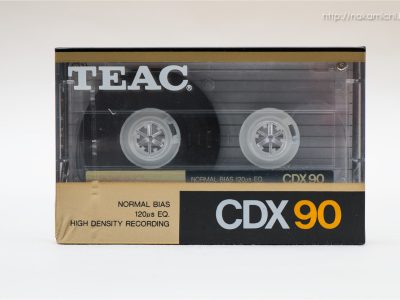 http://nakamichi.
TEAC®
NORMAL BIAS 120μs EQ. CDX 90
NORMAL BIAS
120μs EQ.
HIGH DENSITY RECORDING
CDX 90